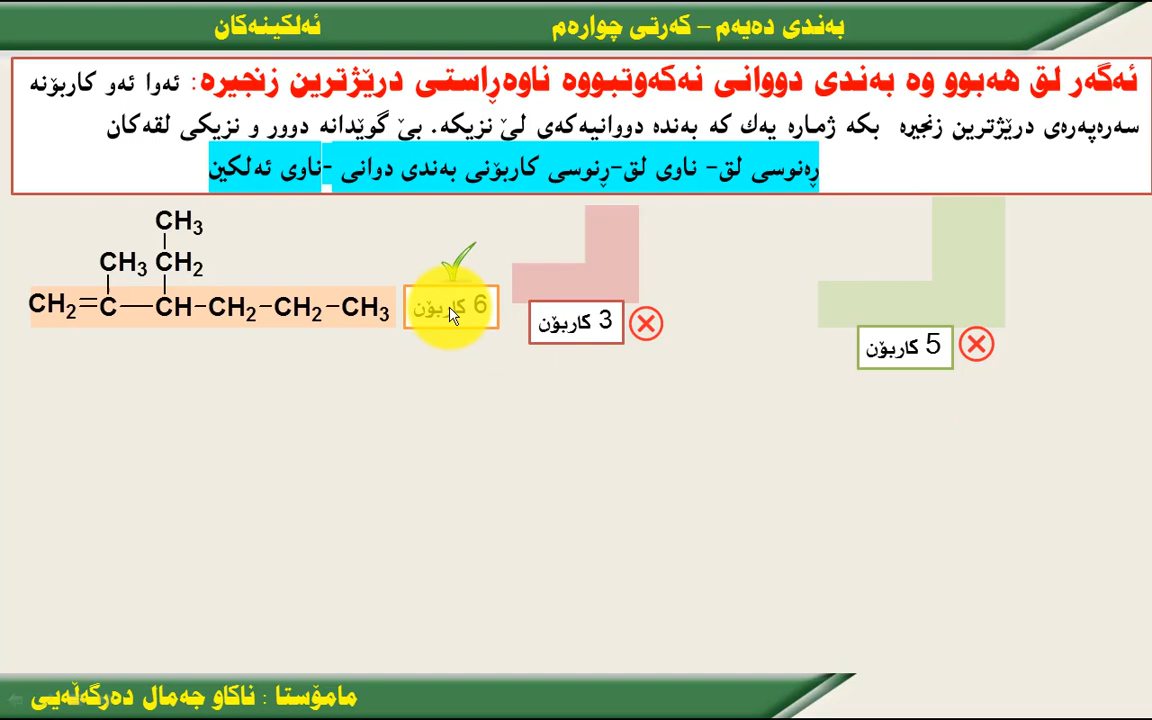 بەندی دەیەم – کەرتی چوارەم
ئەلکینەکان
ئەگەر لق هەبوو وە بەندی دووانی نەکەوتبووە ناوەڕاستی درێژترین زنجیرە: ئەوا ئەو کاربۆنە
سەرەپەرەی درێژترین زنجیرە بکە ژمارە یەك کە بەندە دووانیەکەی لێ نزیکە. بێ گوێدانە دوور و نزیکی لقەکان
ڕەنوسی لق- ناوی لق-ڕنوسی کاربۆنی بەندی دوانی -ناوی ئەلکین
CH3
CH3 CH2
CH2=C—CH-CH2-CH2-CH3
6 کاربۆن
3 کاربۆن
5 کاربۆن
مامۆستا : ناکاو جەمال دەرگەڵەیی